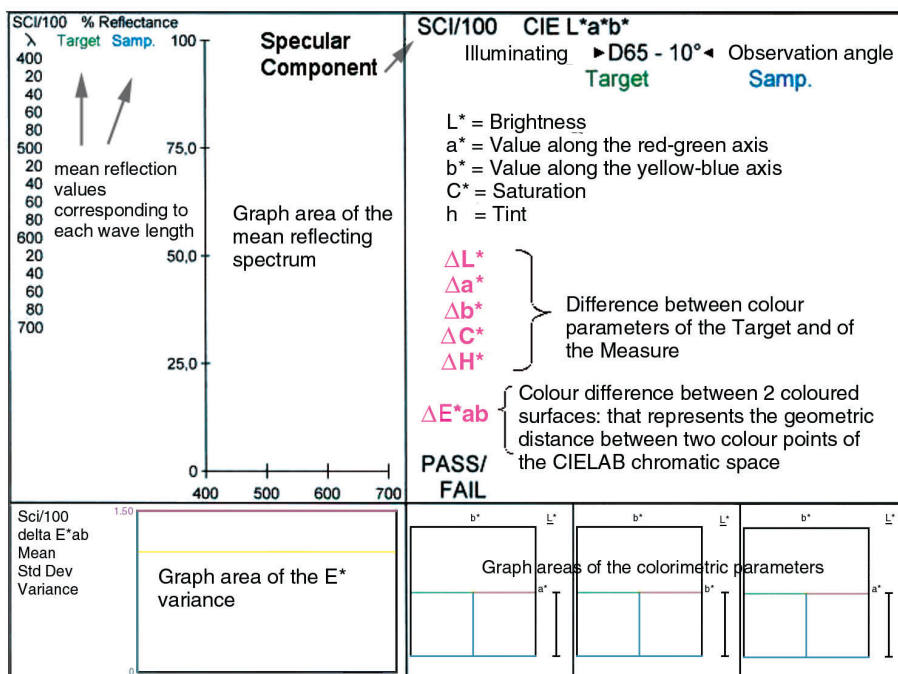 SCI/100 % Reflectance
λ Target Samp.
400
20
40
60
80
500
20
40
60
80
600
20
40
60
80
700
mean reflection
values
corresponding to
each wave length
100
75,0
50,0
25,0
0
400 500 600 700
Specular
Component
Graph area of the
mean reflecting
spectrum
SCI/100 CIE L*a*b*
Illuminating D65 - 10° Observation angle
Target Samp.
L* = Brightness
a* = Value along the red-green axis
b* = Value along the yellow-blue axis
C* = Saturation
h = Tint
ΔL*
Δa*
Δb*
ΔC*
ΔH*
Difference between colour
parameters of the Target and of
the Measure
ΔE*ab
Colour difference between 2 coloured
surfaces: that represents the geometric
distance between two colour points of
the CIELAB chromatic space
PASS/
FAIL
Sci/100
delta E*ab
Mean
Std Dev
Variance
1.50
0
Graph area of the E*
variance
b* L*
a*
b* L*
b*
b* L*
a*
Graph areas of the colorimetric parameters